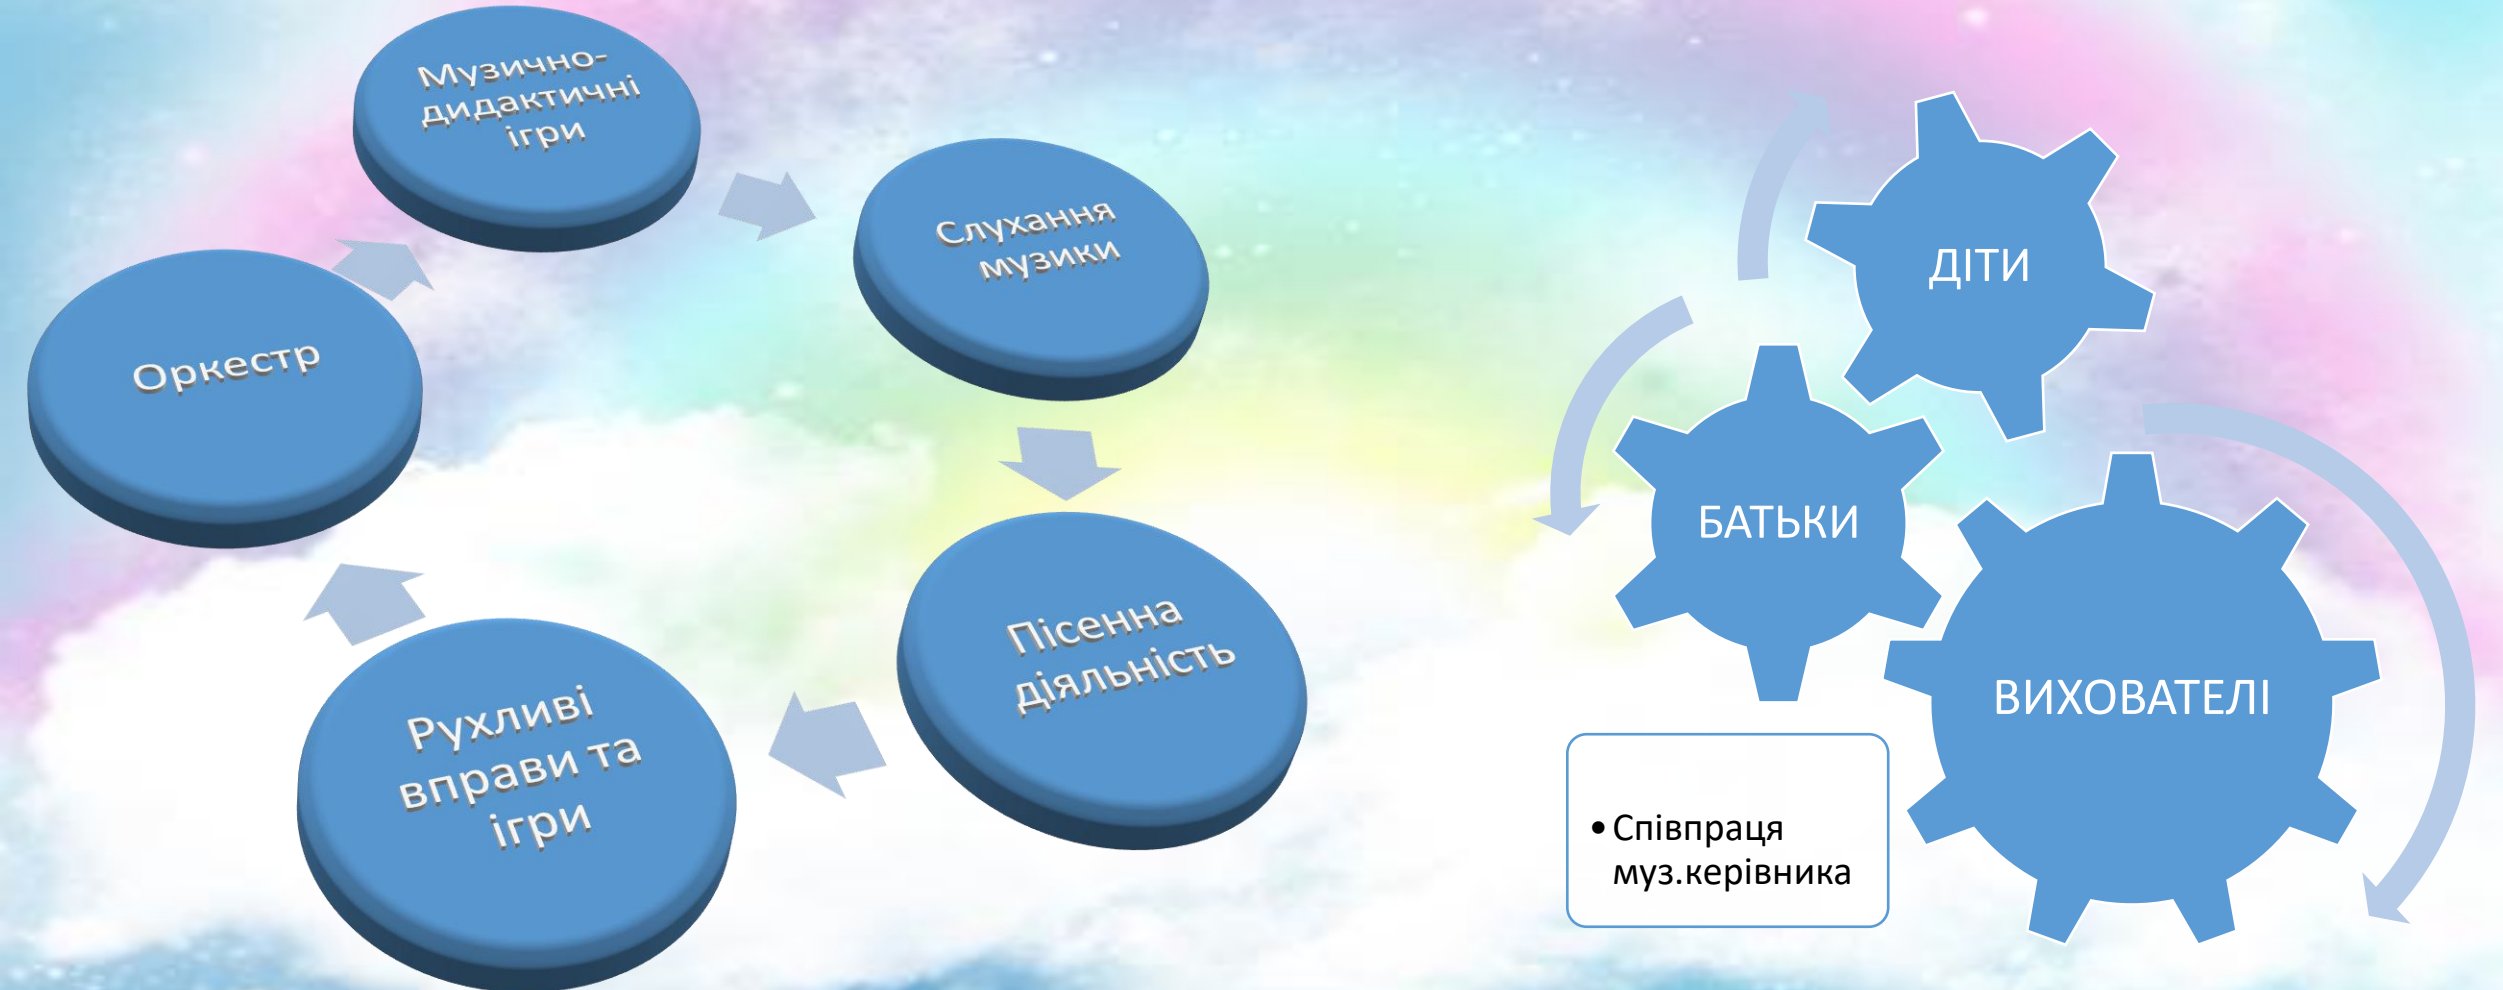 Музично-
дидактичні
ігри
Слухання
музики
Пісенна
діяльність
Рухливі
вправи та
ігри
Оркестр
ДІТИ
БАТЬКИ
ВИХОВАТЕЛІ
• Співпраця
муз.керівника